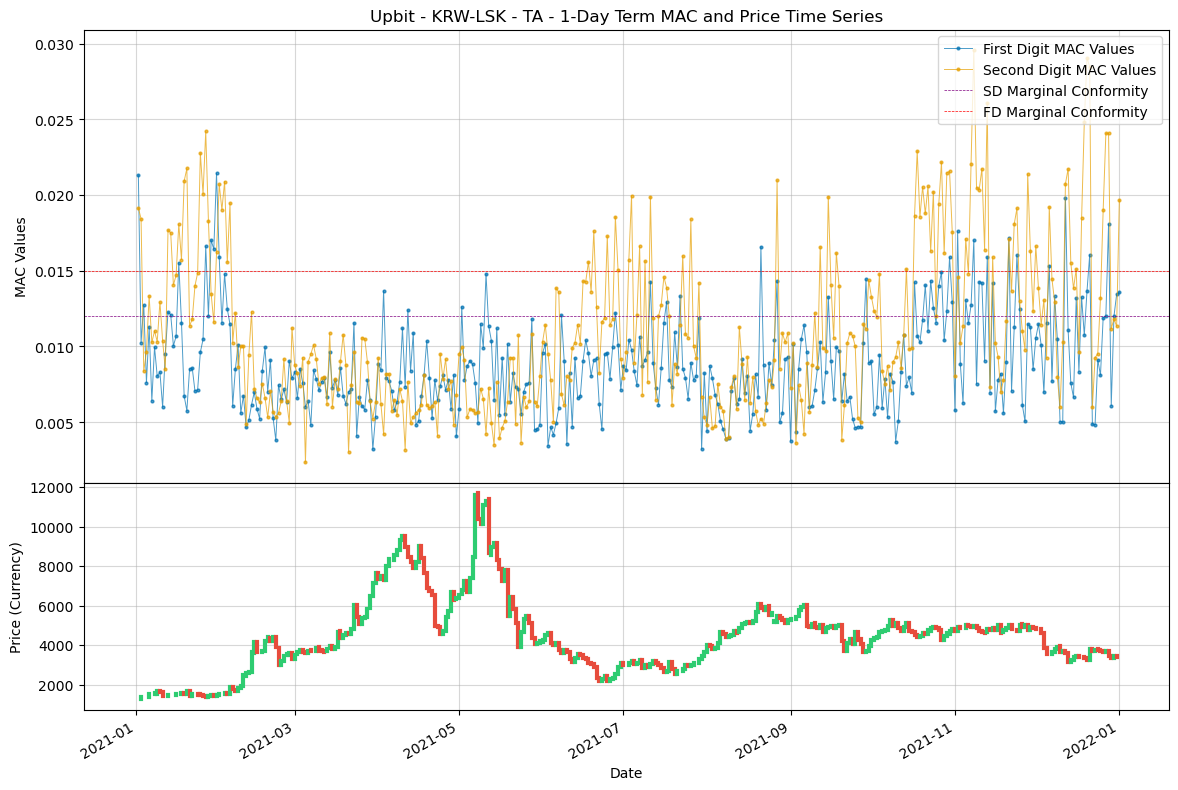 Upbit - KRW-LSK - TA - 1-Day Term MAC and Price Time Series
First Digit MAC Values
Second Digit MAC Values
SD Marginal Conformity
FD Marginal Conformity
MAC Values
0.030
0.025
0.020
0.015
0.010
0.005
Price (Currency)
12000
10000
8000
6000
4000
2000
2021-01
2021-03
2021-05
2021-07
2021-09
2021-11
2022-01
Date